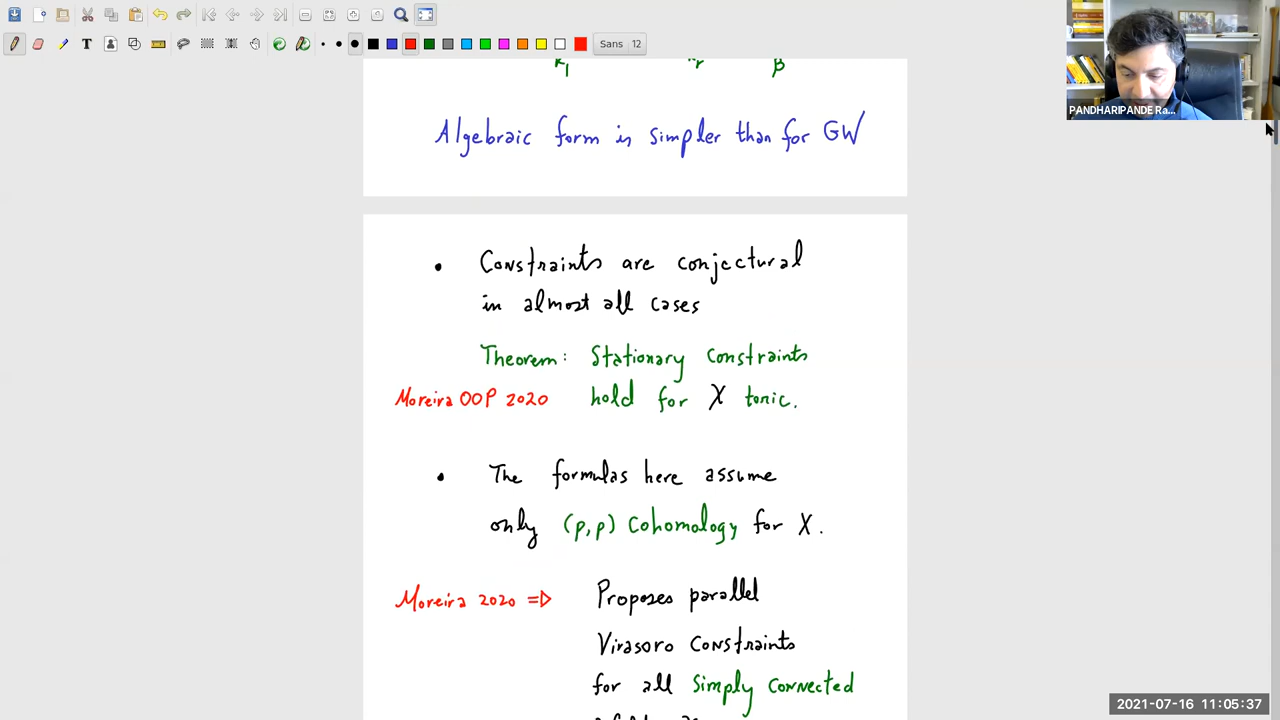 Sans 12
PANDHARIPANDE Ra...
k₁ β
Algebraic form is simpler than for GW
• Constraints are conjectural
in almost all cases
Theorem: Stationary Constraints
Moreira OOP 2020 hold for X toric.
• The formulas here assume
only (p,p) Cohomology for X.
Moreira 2020 ⇒ Proposes parallel
Virasoro Constraints
for all Simply Connected
2021-07-16 11:05:37